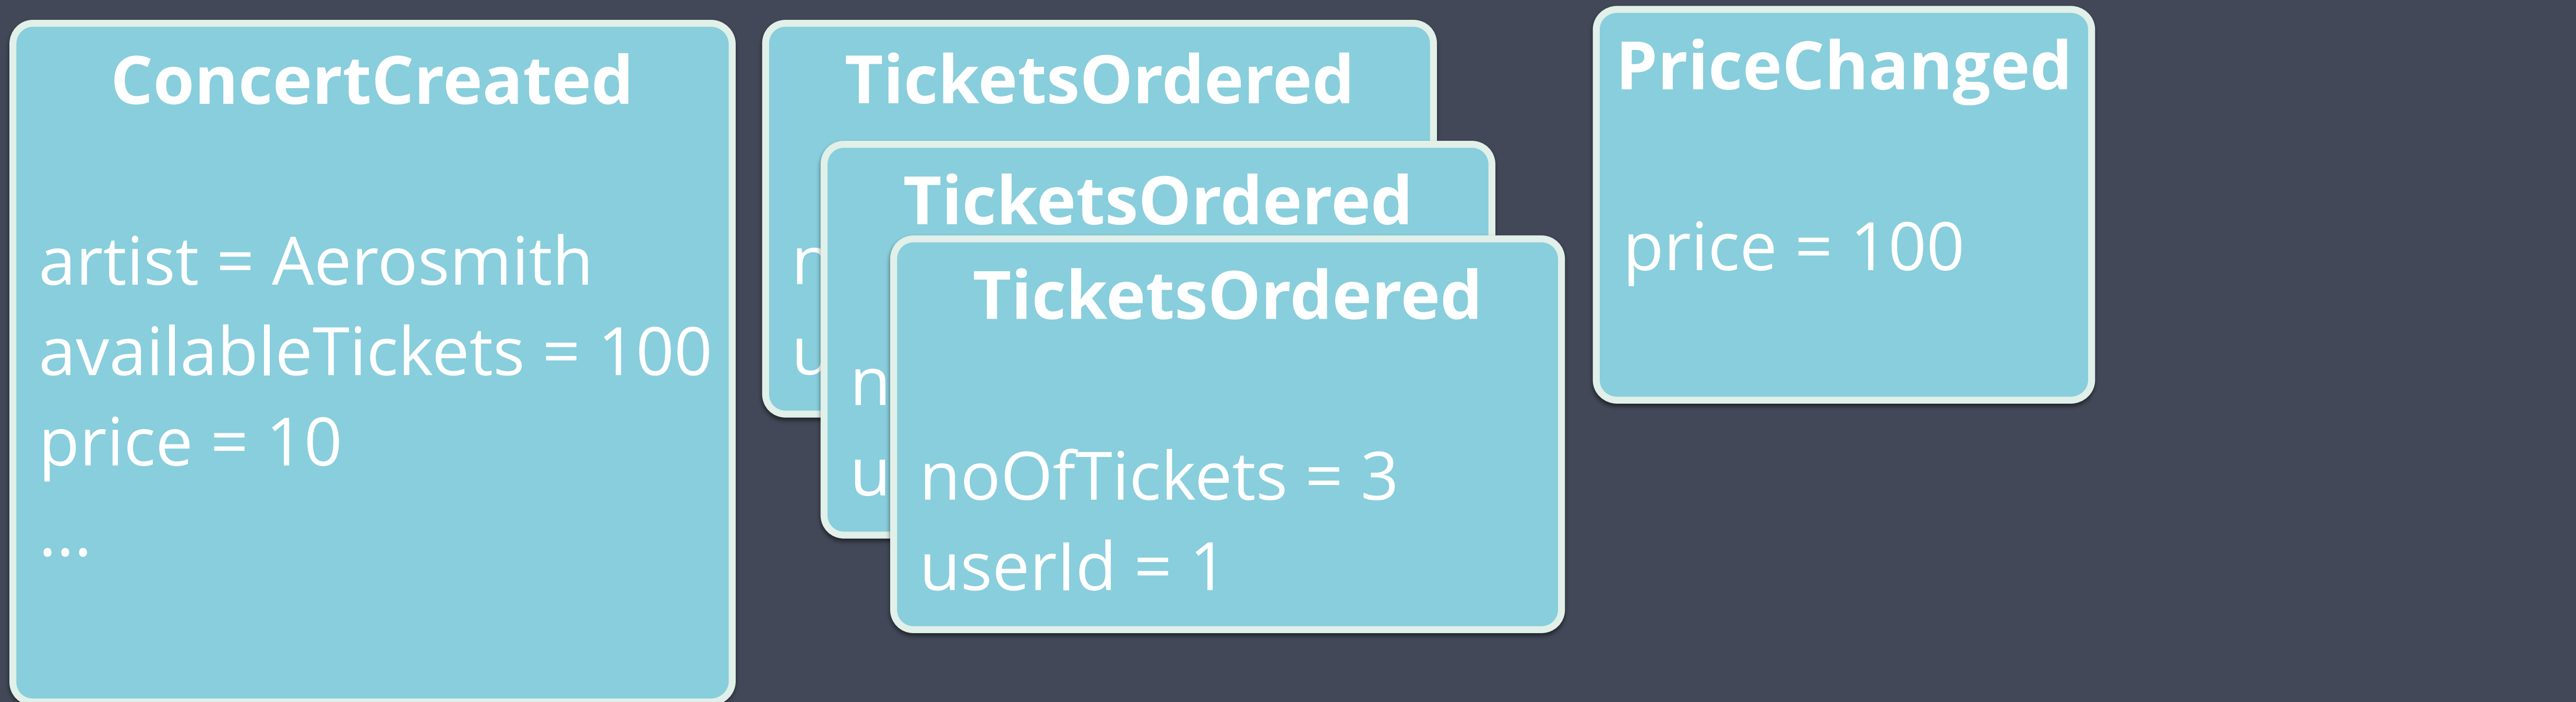 ConcertCreated
artist = Aerosmith
availableTickets = 100
price = 10
...
TicketsOrdered
TicketsOrdered
TicketsOrdered
noOfTickets = 3
userId = 1
PriceChanged
price = 100